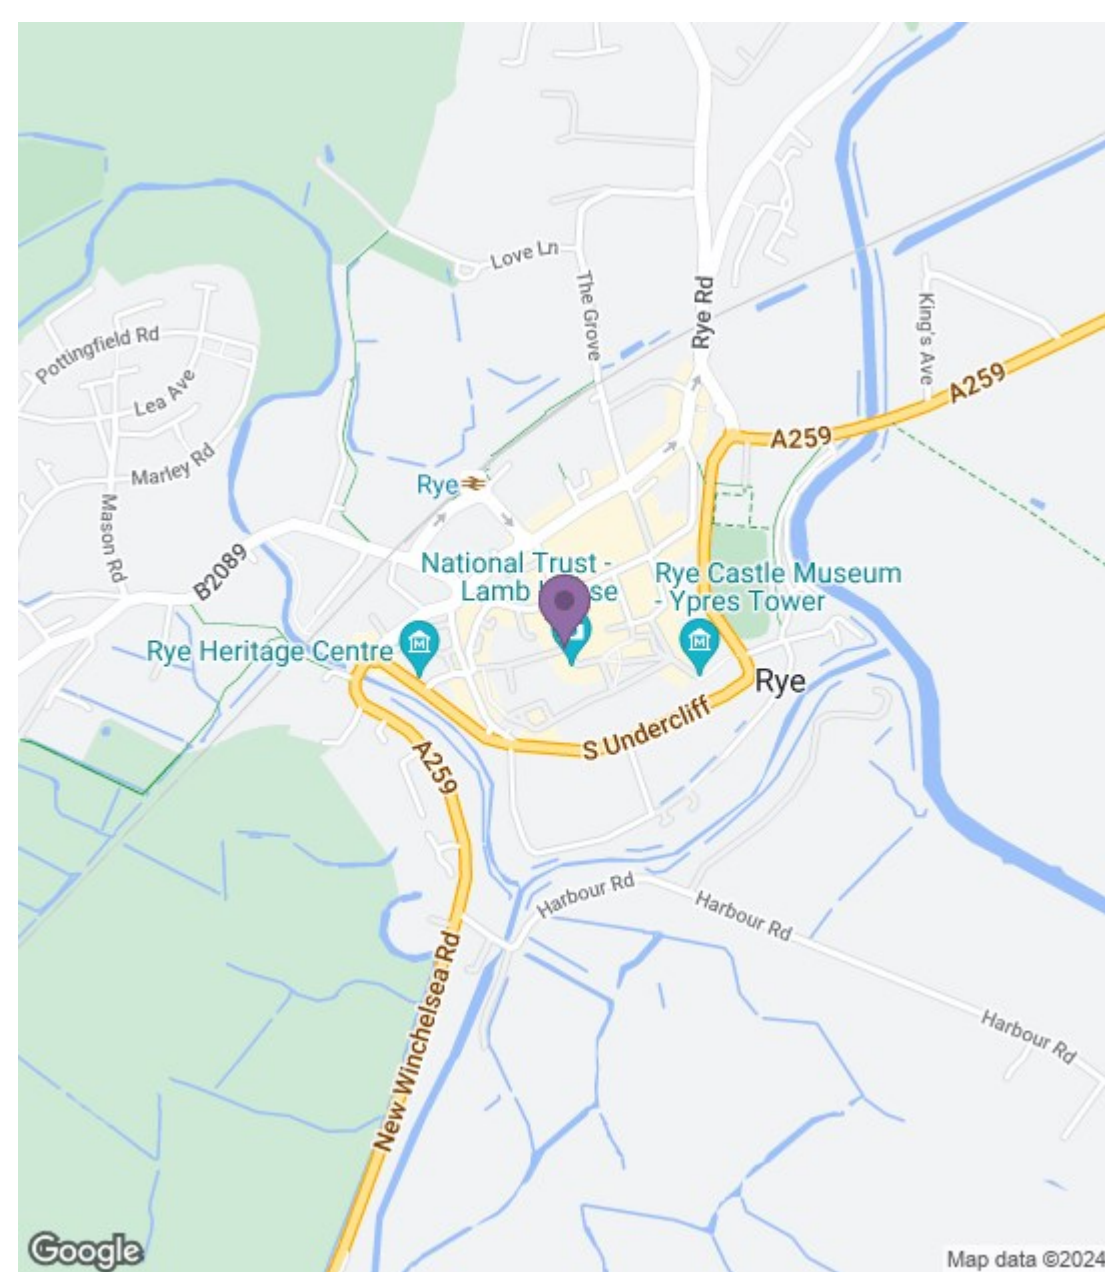 Love Ln
The Grove
Rye Rd
King's Ave
A259
A259
Pottingfield Rd
Lea Ave
Marley Rd
Mason Rd
B2089
Rye
National Trust -
Lamb
Rye Castle Museum
- Ypres Tower
Rye Heritage Centre
Rye
S Undercliff
A259
Harbour Rd
Harbour Rd
Harbour Rd
New Winchelsea Rd
Google
Map data ©2024